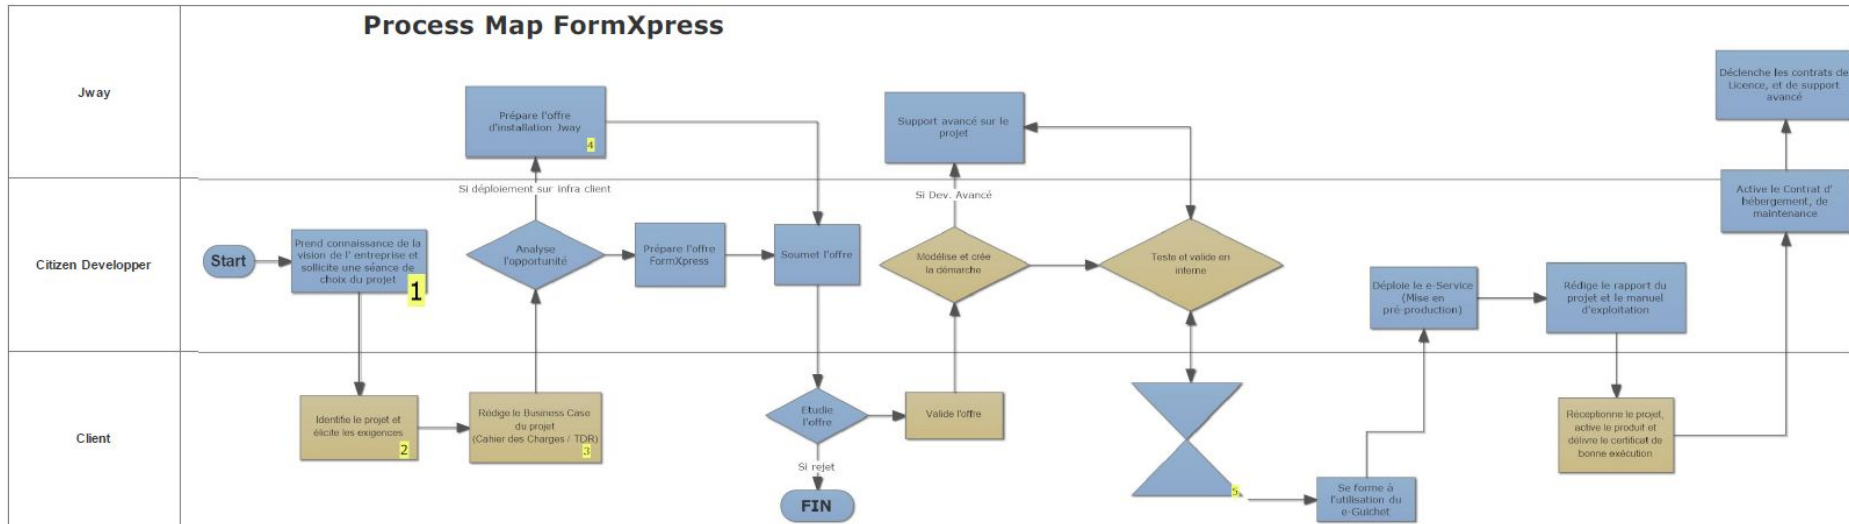 Process Map FormXpress
Jway
Prépare l'offre
d'installation Jway
4
Support avancé sur le
projet
Déclenche les contrats de
Licence, et de support
avancé
Si déploiement sur infra client
Si Dev. Avancé
Citizen Developper
Start
Prend connaissance de la
vision de l' entreprise et
sollicite une séance de
choix du projet
1
Analyse
l'opportunité
Prépare l'offre
FormXpress
Soumet l'offre
Modélise et crée
la démarche
Teste et valide en
interne
Déploie le e-Service
(Mise en
pré-production)
Rédige le rapport du
projet et le manuel
d'exploitation
Active le Contrat d'
hébergement, de
maintenance
Client
Identifie le projet et
élicite les exigences
2
Rédige le Business Case
du projet
(Cahier des Charges / TDR)
3
Etudie
l'offre
Valide l'offre
Si rejet
FIN
5
Se forme à
l'utilisation du
e-Guichet
Réceptionne le projet,
active le produit et
délivre le certificat de
bonne exécution